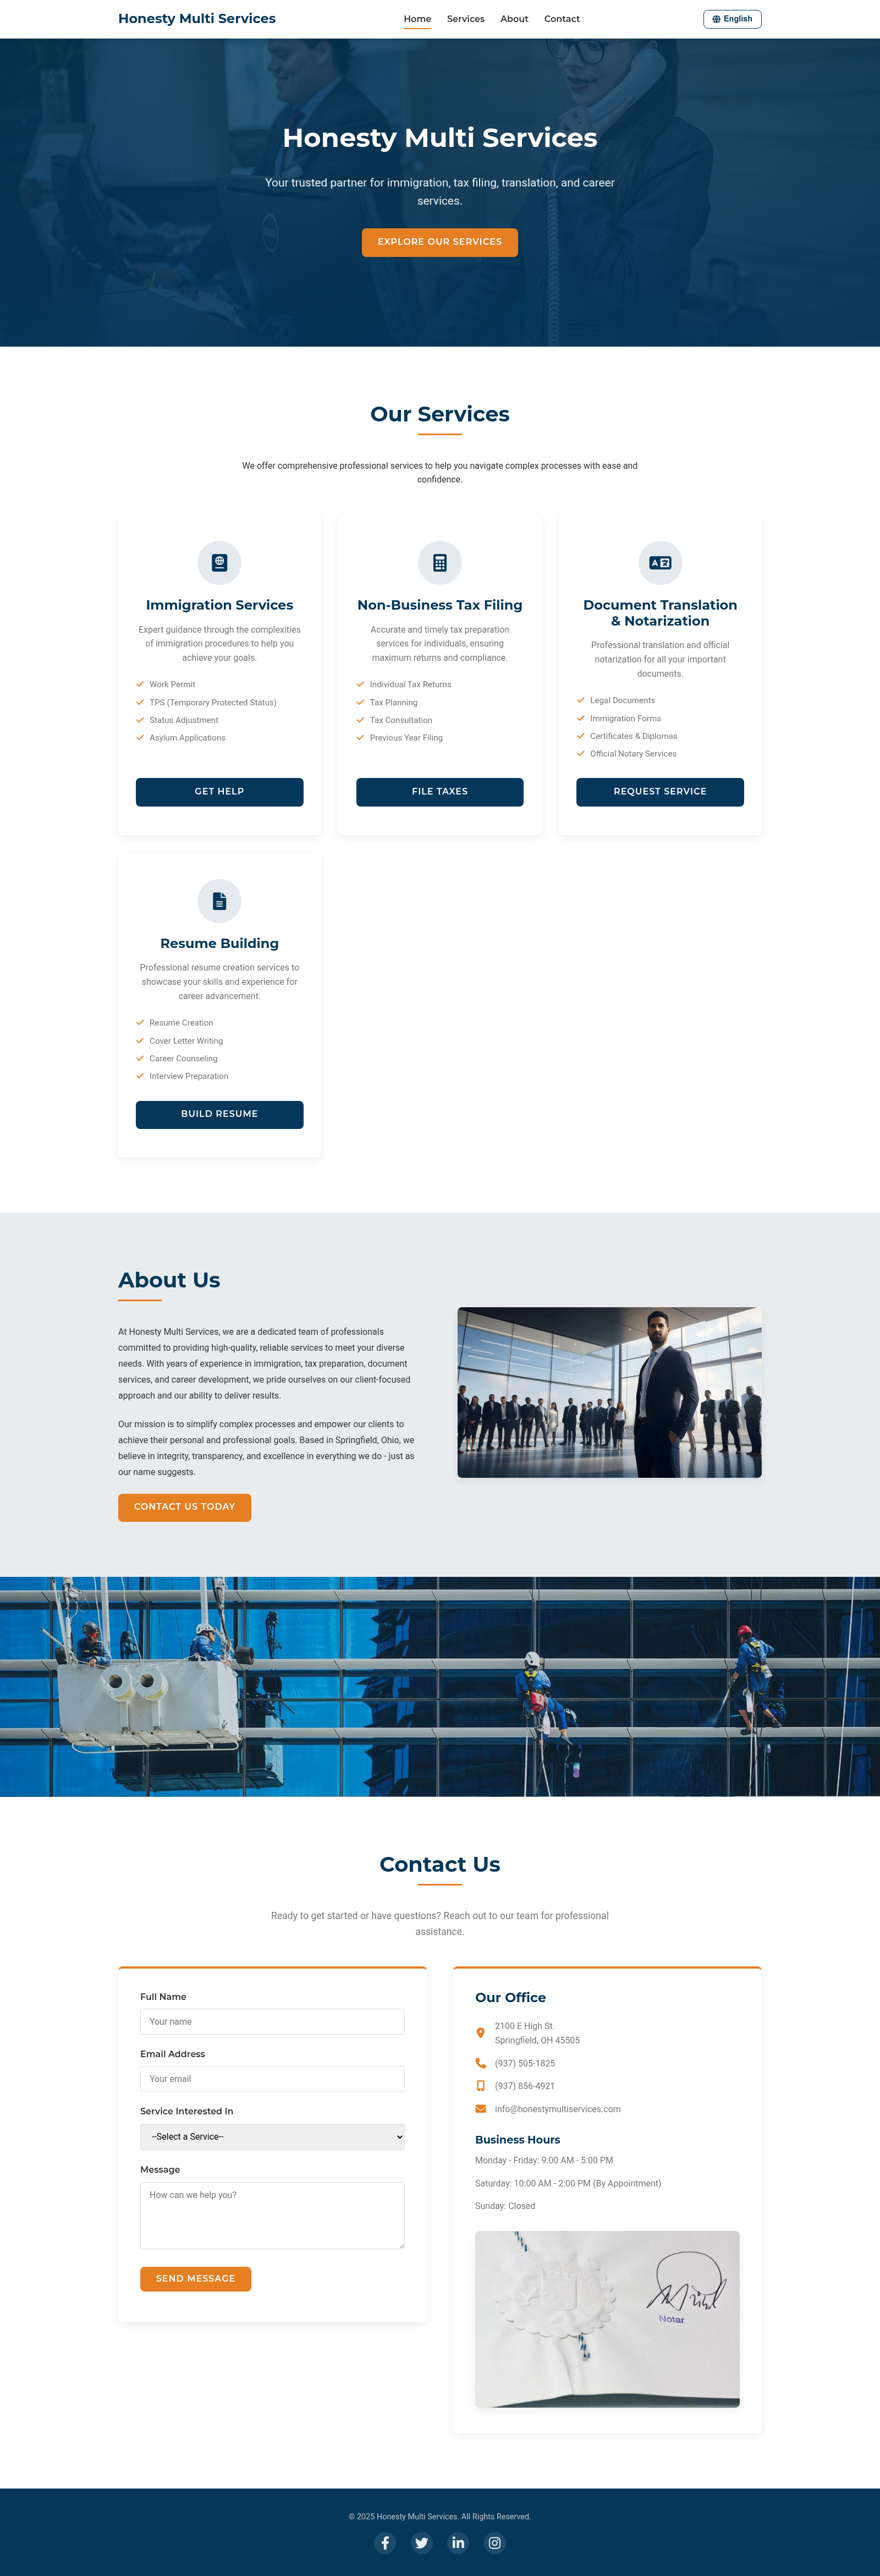 Honesty Multi Services
Home
Services
About
Contact
English
Honesty Multi Services
Your trusted partner for immigration, tax filing, translation, and career
services.
EXPLORE OUR SERVICES
Our Services
We offer comprehensive professional services to help you navigate complex processes with ease and
confidence.
Immigration Services
Expert guidance through the complexities
of immigration procedures to help you
achieve your goals.
Work Permit
TPS (Temporary Protected Status)
Status Adjustment
Asylum Applications
GET HELP
Non-Business Tax Filing
Accurate and timely tax preparation
services for individuals, ensuring
maximum returns and compliance.
Individual Tax Returns
Tax Planning
Tax Consultation
Previous Year Filing
FILE TAXES
Document Translation
& Notarization
Professional translation and official
notarization for all your important
documents.
Legal Documents
Immigration Forms
Certificates & Diplomas
Official Notary Services
REQUEST SERVICE
Resume Building
Professional resume creation services to
showcase your skills and experience for
career advancement.
Resume Creation
Cover Letter Writing
Career Counseling
Interview Preparation
BUILD RESUME
About Us
At Honesty Multi Services, we are a dedicated team of professionals
committed to providing high-quality, reliable services to meet your diverse
needs. With years of experience in immigration, tax preparation, document
services, and career development, we pride ourselves on our client-focused
approach and our ability to deliver results.
Our mission is to simplify complex processes and empower our clients to
achieve their personal and professional goals. Based in Springfield, Ohio, we
believe in integrity, transparency, and excellence in everything we do - just as
our name suggests.
CONTACT US TODAY
Contact Us
Ready to get started or have questions? Reach out to our team for professional
assistance.
Full Name
Your name
Email Address
Your email
Service Interested In
--Select a Service--
Message
How can we help you?
SEND MESSAGE
Our Office
2100 E High St.
Springfield, OH 45505
(937) 505-1825
(937) 856-4921
info@honestymultiservices.com
Business Hours
Monday - Friday: 9:00 AM - 5:00 PM
Saturday: 10:00 AM - 2:00 PM (By Appointment)
Sunday: Closed
Notar
© 2025 Honesty Multi Services. All Rights Reserved.